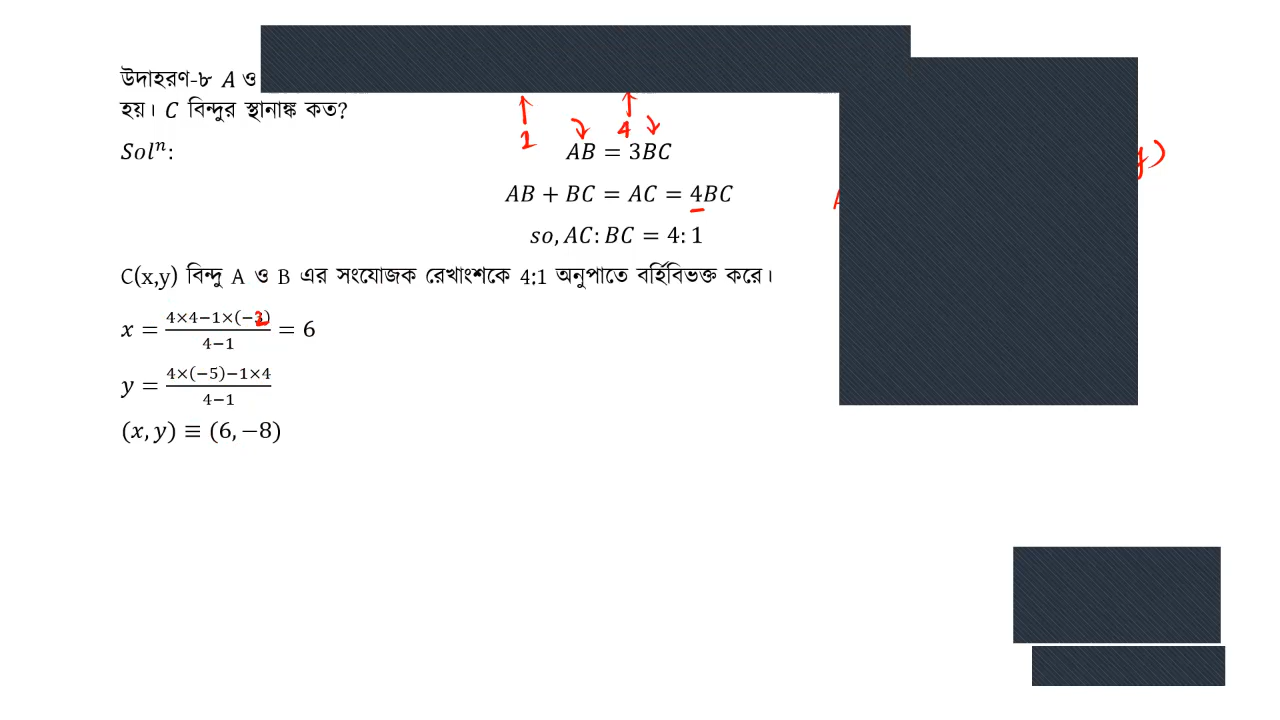 উদাহরণ-৮ A ও
হয়। C বিন্দুর স্থানাঙ্ক কত?
1 4
Solⁿ: AB = 3BC
y)
AB + BC = AC = 4BC
so, AC: BC = 4: 1
C(x,y) বিন্দু A ও B এর সংযোজক রেখাংশকে 4:1 অনুপাতে বর্হিবিভক্ত করে।
x = (4×4−1×(−2))/(4−1) = 6
y = (4×(−5)−1×4)/(4−1)
(x, y) ≡ (6, −8)